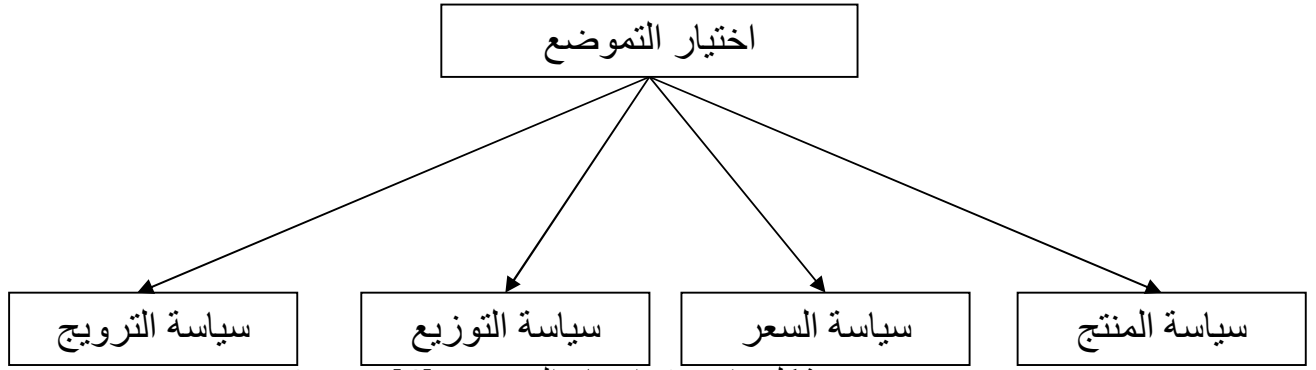 اختيار التموضع
سياسة المنتج
سياسة السعر
سياسة التوزيع
سياسة الترويج